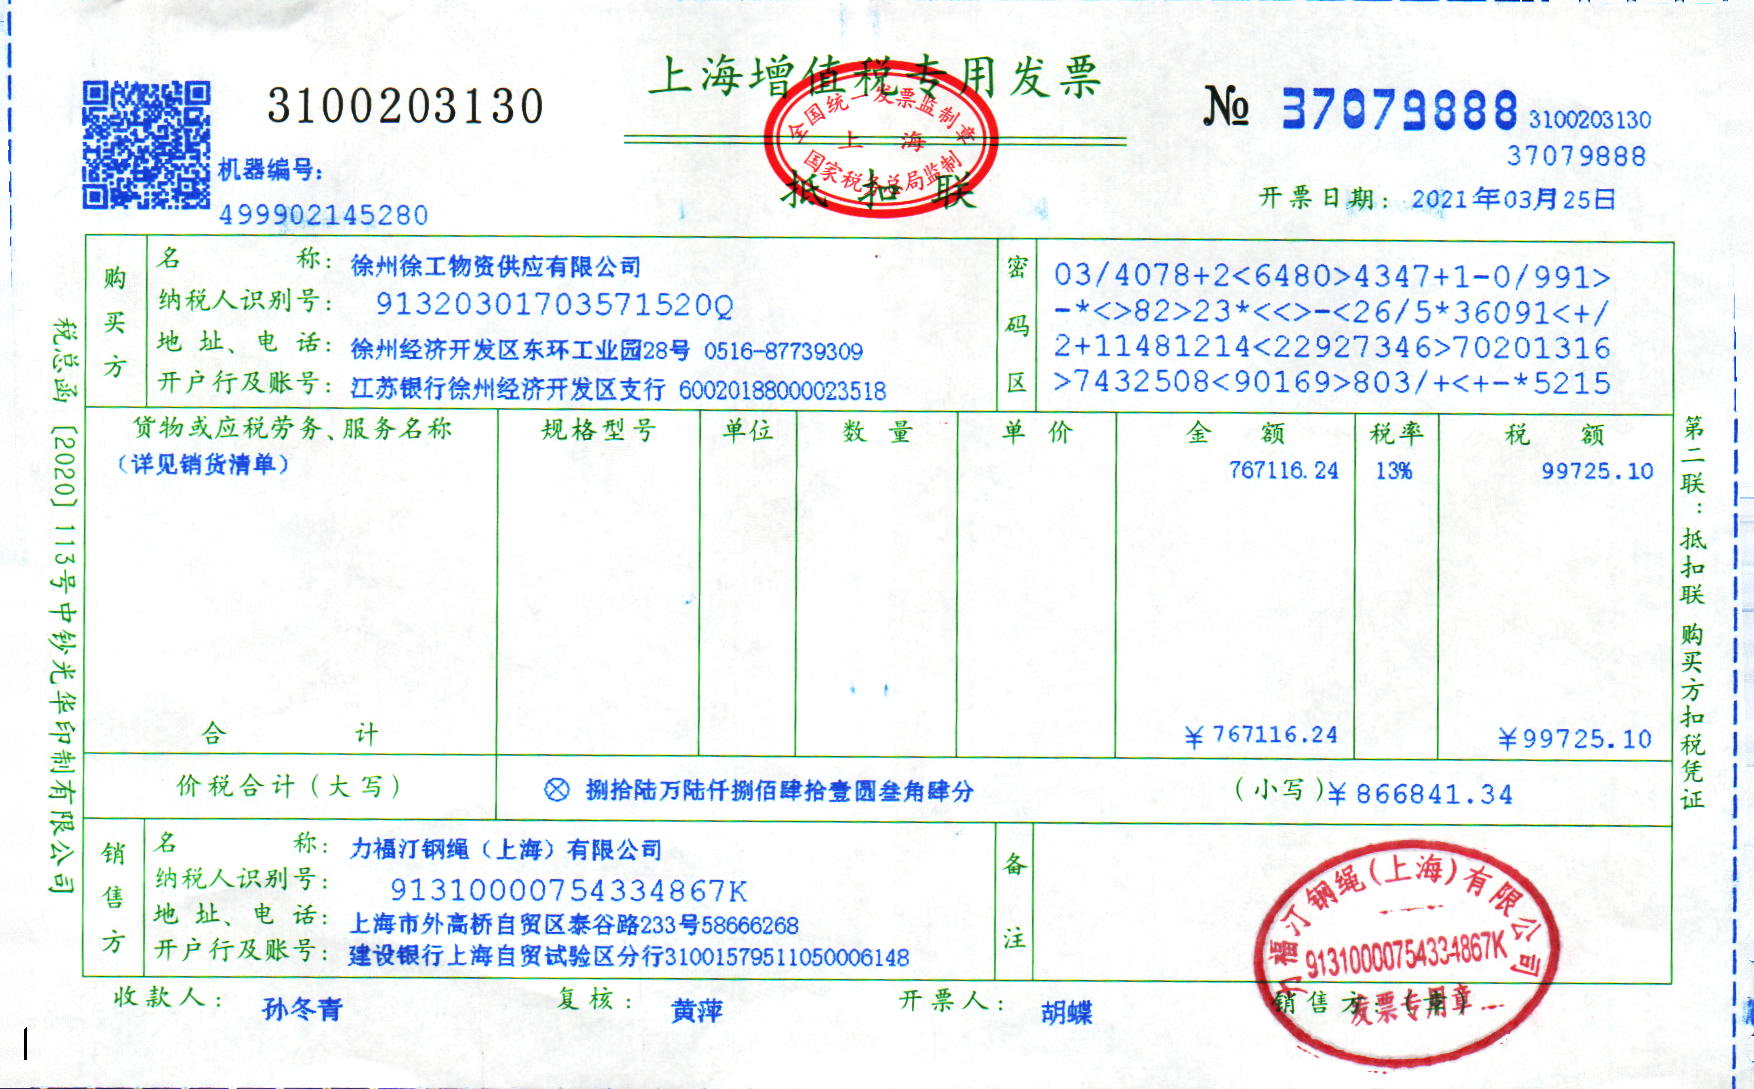 上海增值税专用发票
3100203130
№ 37079888 3100203130
37079888
机器编号:
499902145280
全国统一发票监制章
上海
国家税务总局监制
抵扣联
开票日期: 2021年03月25日
购买方
名称: 徐州徐工物资供应有限公司
纳税人识别号: 91320301703571520Q
地址、电话: 徐州经济开发区东环工业园28号 0516-87739309
开户行及账号: 江苏银行徐州经济开发区支行 60020188000023518
密码区
03/4078+2<6480>4347+1-0/991>
-*<>82>23*<<>-<26/5*36091<+/
2+11481214<22927346>70201316
>7432508<90169>803/+<+-*5215
货物或应税劳务、服务名称 规格型号 单位 数量 单价 金额 税率 税额
(详见销货清单) 767116.24 13% 99725.10
合计 ¥767116.24 ¥99725.10
价税合计(大写) ⊗ 捌拾陆万陆仟捌佰肆拾壹圆叁角肆分 (小写)¥866841.34
销售方
名称: 力福汀钢绳(上海)有限公司
纳税人识别号: 91310000754334867K
地址、电话: 上海市外高桥自贸区泰谷路233号58666268
开户行及账号: 建设银行上海自贸试验区分行31001579511050006148
备注
收款人: 孙冬青 复核: 黄萍 开票人: 胡蝶 销售方:(章)
力福汀钢绳(上海)有限公司
91310000754334867K
发票专用章
税总函[2020]113号中钞光华印制有限公司
第二联:抵扣联 购买方扣税凭证